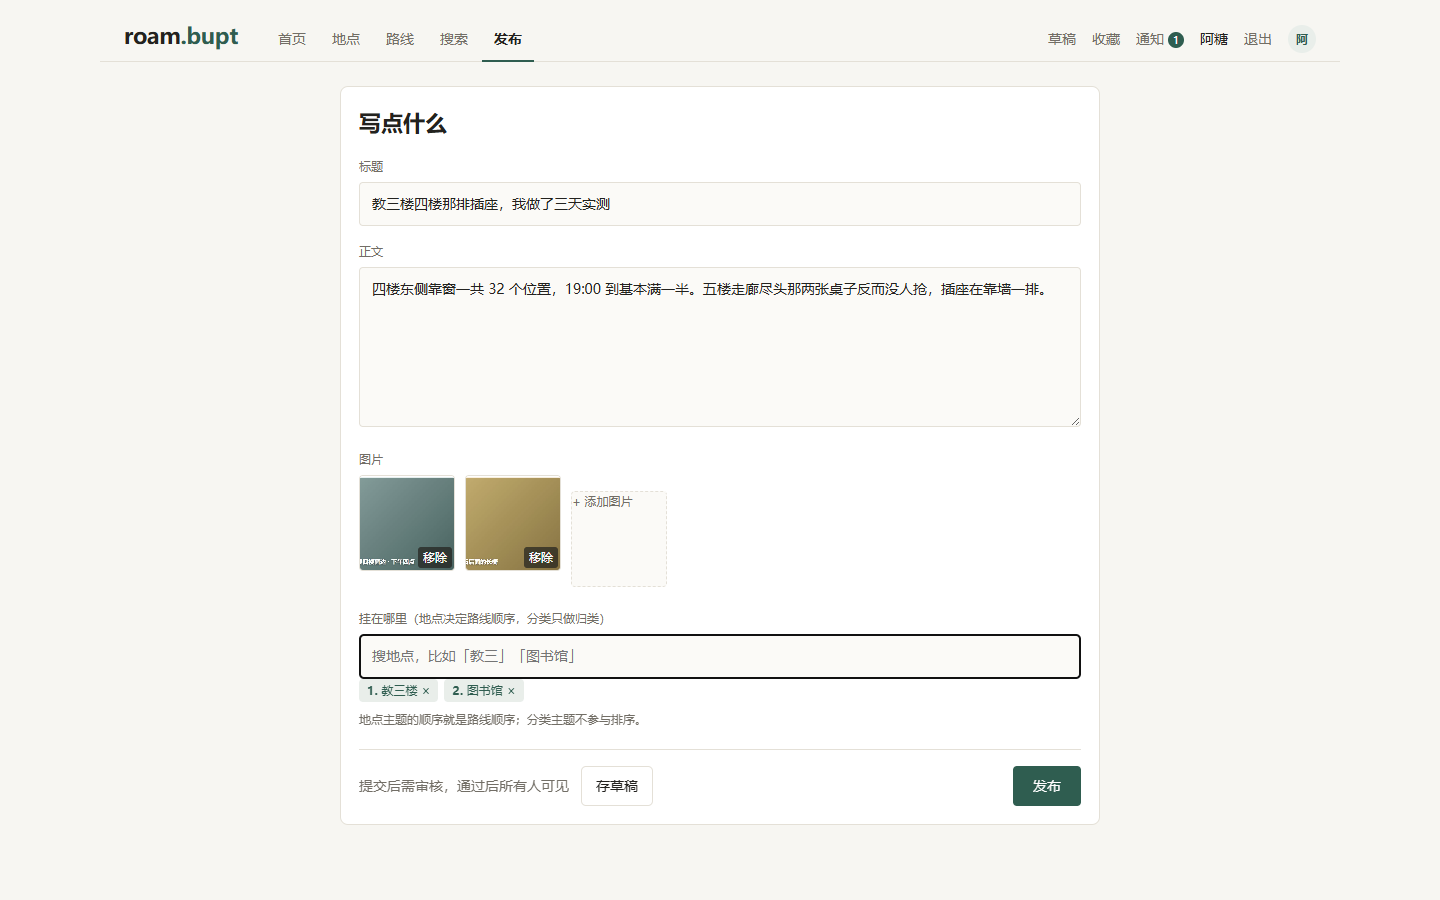 roam.bupt 首页 地点 路线 搜索 发布 草稿 收藏 通知 1 阿糖 退出 阿
写点什么
标题
教三楼四楼那排插座，我做了三天实测
正文
四楼东侧靠窗一共 32 个位置，19:00 到基本满一半。五楼走廊尽头那两张桌子反而没人抢，插座在靠墙一排。
图片
+ 添加图片
移除 移除
挂在哪里（地点决定路线顺序，分类只做归类）
搜地点，比如「教三」「图书馆」
1. 教三楼 × 2. 图书馆 ×
地点主题的顺序就是路线顺序；分类主题不参与排序。
提交后需审核，通过后所有人可见 存草稿 发布